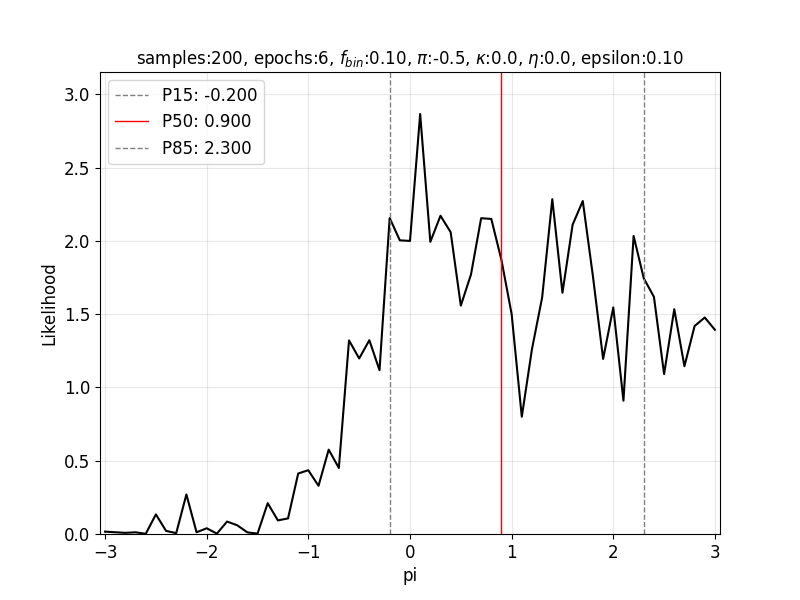 samples:200, epochs:6, f_bin:0.10, π:-0.5, κ:0.0, η:0.0, epsilon:0.10
P15: -0.200
P50: 0.900
P85: 2.300
3.0
2.5
2.0
1.5
1.0
0.5
0.0
Likelihood
−3 −2 −1 0 1 2 3
pi